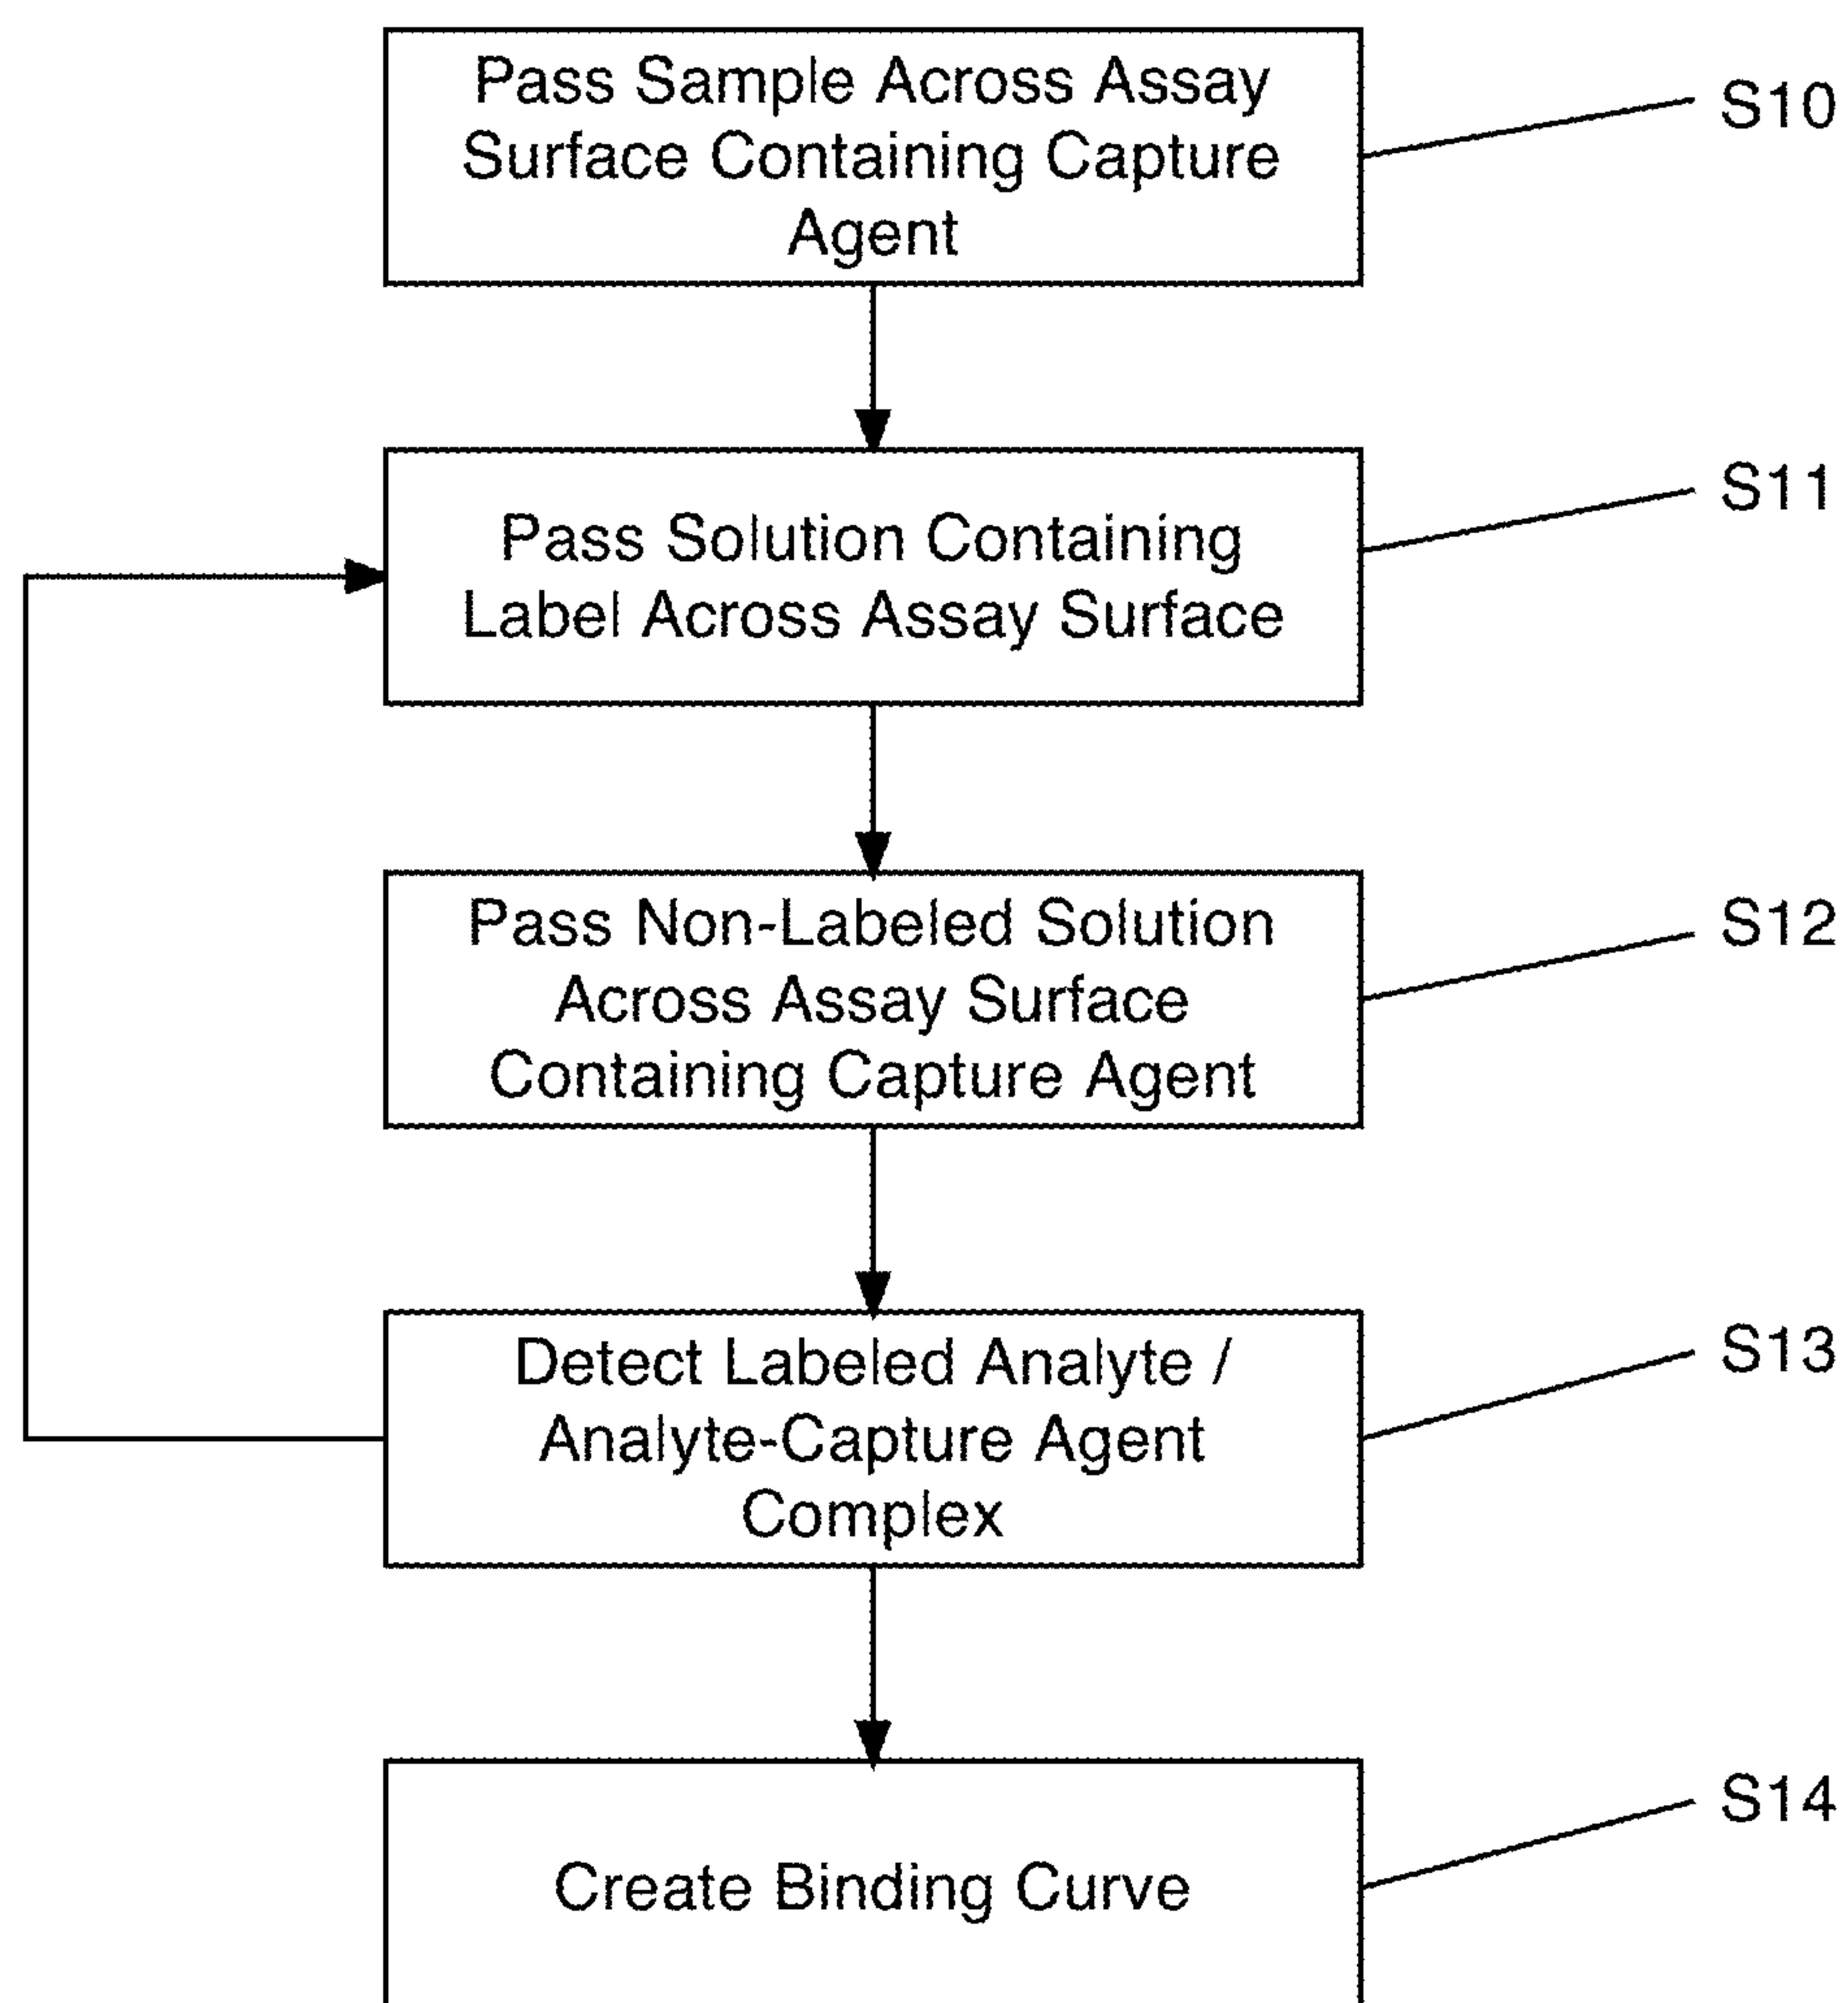 Pass Sample Across Assay
Surface Containing Capture
Agent
S10
Pass Solution Containing
Label Across Assay Surface
S11
Pass Non-Labeled Solution
Across Assay Surface
Containing Capture Agent
S12
Detect Labeled Analyte /
Analyte-Capture Agent
Complex
S13
Create Binding Curve
S14